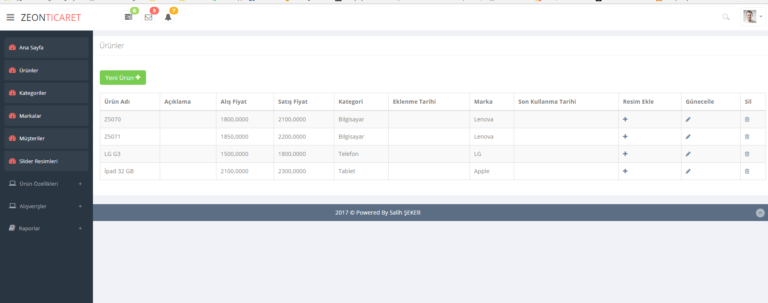 ZEONTICARET
6
3
7
Ana Sayfa
Ürünler
Kategoriler
Markalar
Müşteriler
Slider Resimleri
Ürün Özellikleri +
Alışverişler +
Raporlar +
Ürünler
Yeni Ürün +
Ürün Adı Açıklama Alış Fiyat Satış Fiyat Kategori Eklenme Tarihi Marka Son Kullanma Tarihi Resim Ekle Günecelle Sil
Z5070 1800,0000 2100,0000 Bilgisayar Lenova
Z5071 1850,0000 2200,0000 Bilgisayar Lenova
LG G3 1500,0000 1800,0000 Telefon LG
İpad 32 GB 2100,0000 2300,0000 Tablet Apple
2017 © Powered By Salih ŞEKER